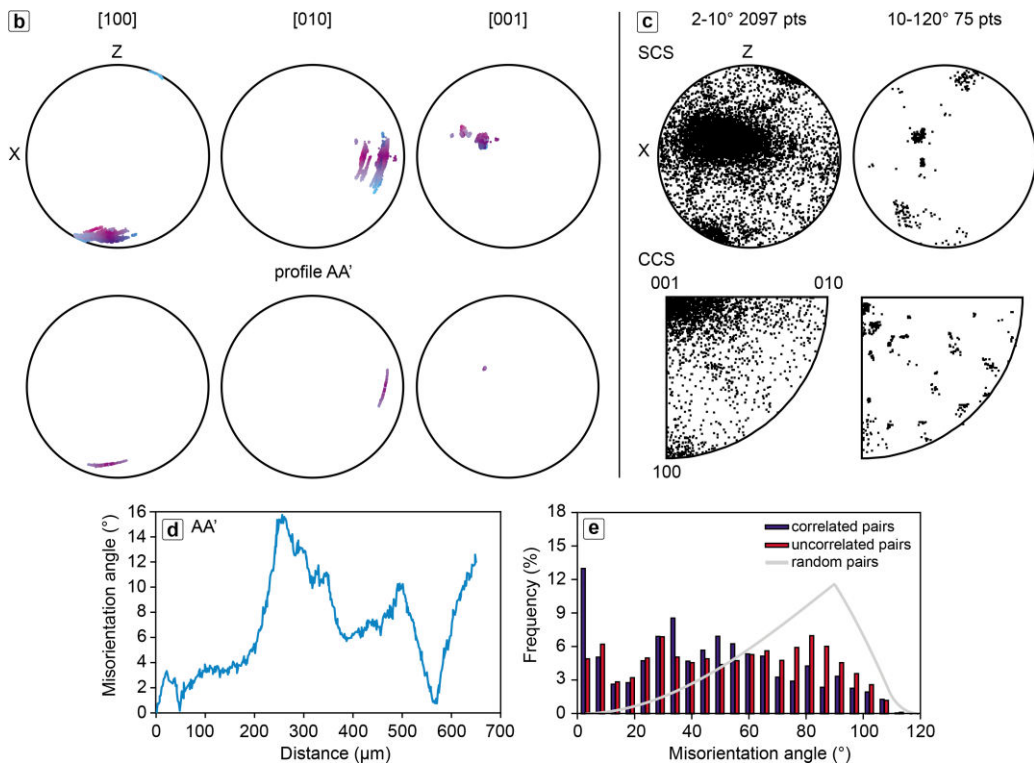 b
[100]
[010]
[001]
Z
X
profile AA'
c
2-10° 2097 pts
10-120° 75 pts
SCS
Z
X
CCS
001
010
100
d AA'
Misorientation angle (°)
16
14
12
10
8
6
4
2
0
0 100 200 300 400 500 600 700
Distance (µm)
e
correlated pairs
uncorrelated pairs
random pairs
Frequency (%)
18
15
12
9
6
3
0
0 20 40 60 80 100 120
Misorientation angle (°)